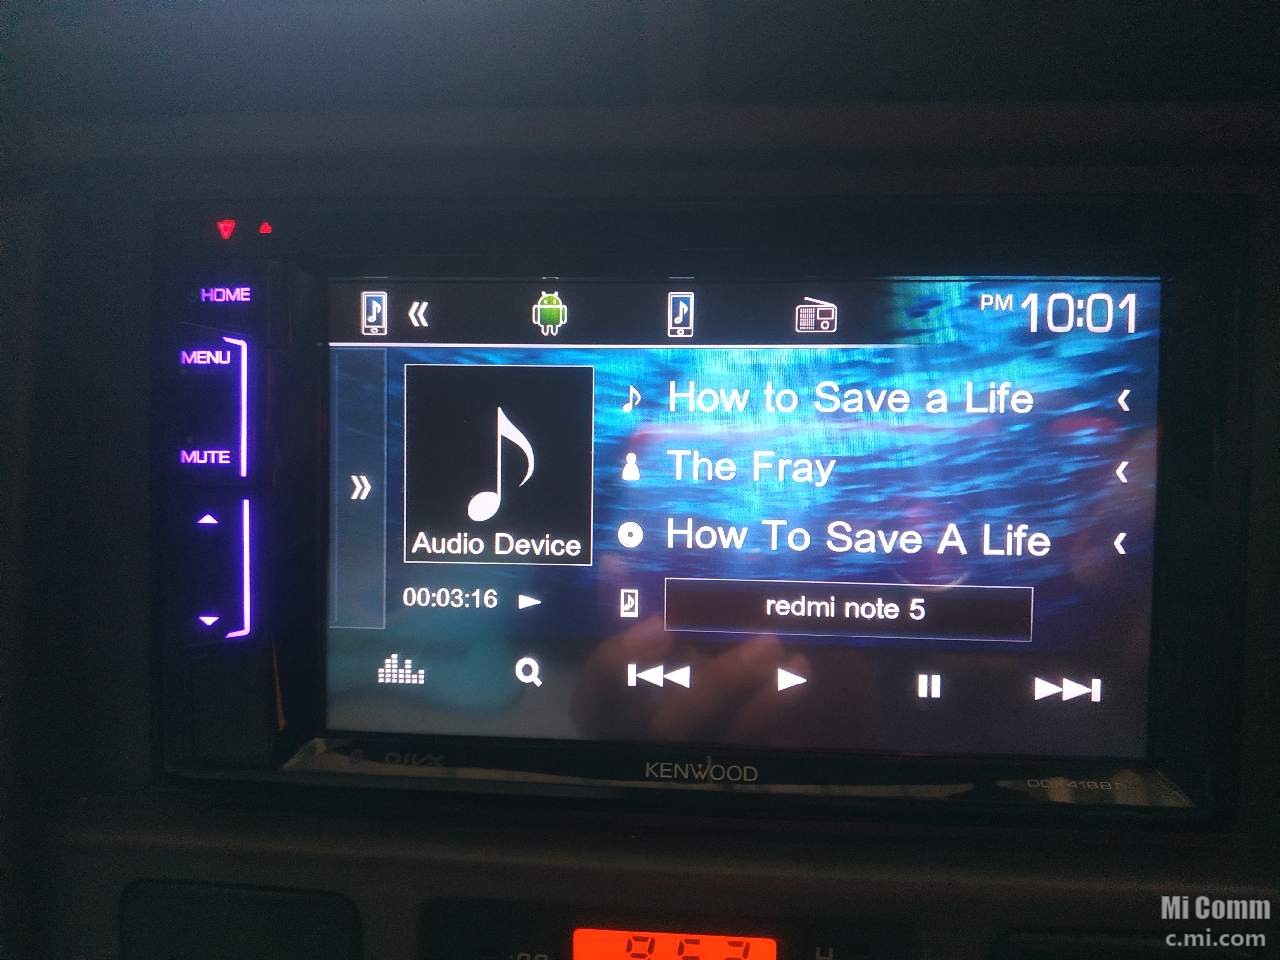 HOME
MENU
MUTE
PM 10:01
How to Save a Life
The Fray
How To Save A Life
Audio Device
00:03:16
redmi note 5
KENWOOD
Mi Comm
c.mi.com